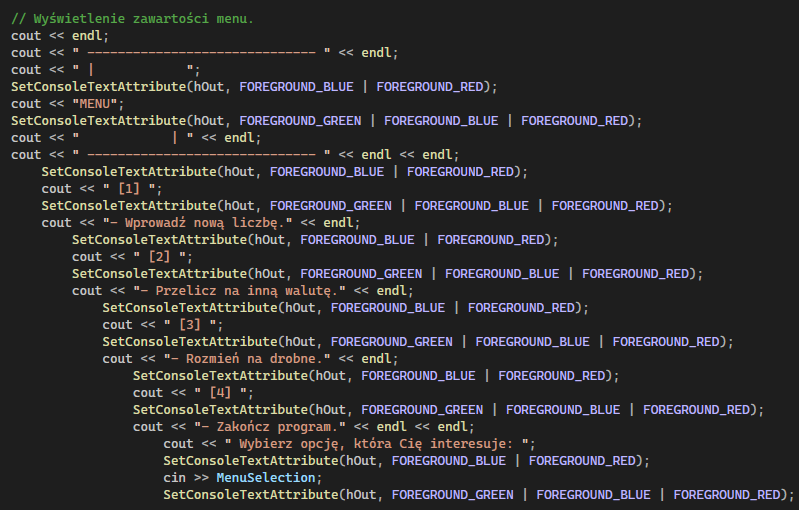 // Wyświetlenie zawartości menu.
cout << endl;
cout << " ------------------------------ " << endl;
cout << " |            ";
SetConsoleTextAttribute(hOut, FOREGROUND_BLUE | FOREGROUND_RED);
cout << "MENU";
SetConsoleTextAttribute(hOut, FOREGROUND_GREEN | FOREGROUND_BLUE | FOREGROUND_RED);
cout << "            | " << endl;
cout << " ------------------------------ " << endl << endl;
    SetConsoleTextAttribute(hOut, FOREGROUND_BLUE | FOREGROUND_RED);
    cout << " [1] ";
    SetConsoleTextAttribute(hOut, FOREGROUND_GREEN | FOREGROUND_BLUE | FOREGROUND_RED);
    cout << "- Wprowadź nową liczbę." << endl;
        SetConsoleTextAttribute(hOut, FOREGROUND_BLUE | FOREGROUND_RED);
        cout << " [2] ";
        SetConsoleTextAttribute(hOut, FOREGROUND_GREEN | FOREGROUND_BLUE | FOREGROUND_RED);
        cout << "- Przelicz na inną walutę." << endl;
            SetConsoleTextAttribute(hOut, FOREGROUND_BLUE | FOREGROUND_RED);
            cout << " [3] ";
            SetConsoleTextAttribute(hOut, FOREGROUND_GREEN | FOREGROUND_BLUE | FOREGROUND_RED);
            cout << "- Rozmień na drobne." << endl;
                SetConsoleTextAttribute(hOut, FOREGROUND_BLUE | FOREGROUND_RED);
                cout << " [4] ";
                SetConsoleTextAttribute(hOut, FOREGROUND_GREEN | FOREGROUND_BLUE | FOREGROUND_RED);
                cout << "- Zakończ program." << endl << endl;
                    cout << " Wybierz opcję, która Cię interesuje: ";
                    SetConsoleTextAttribute(hOut, FOREGROUND_BLUE | FOREGROUND_RED);
                    cin >> MenuSelection;
                    SetConsoleTextAttribute(hOut, FOREGROUND_GREEN | FOREGROUND_BLUE | FOREGROUND_RED);